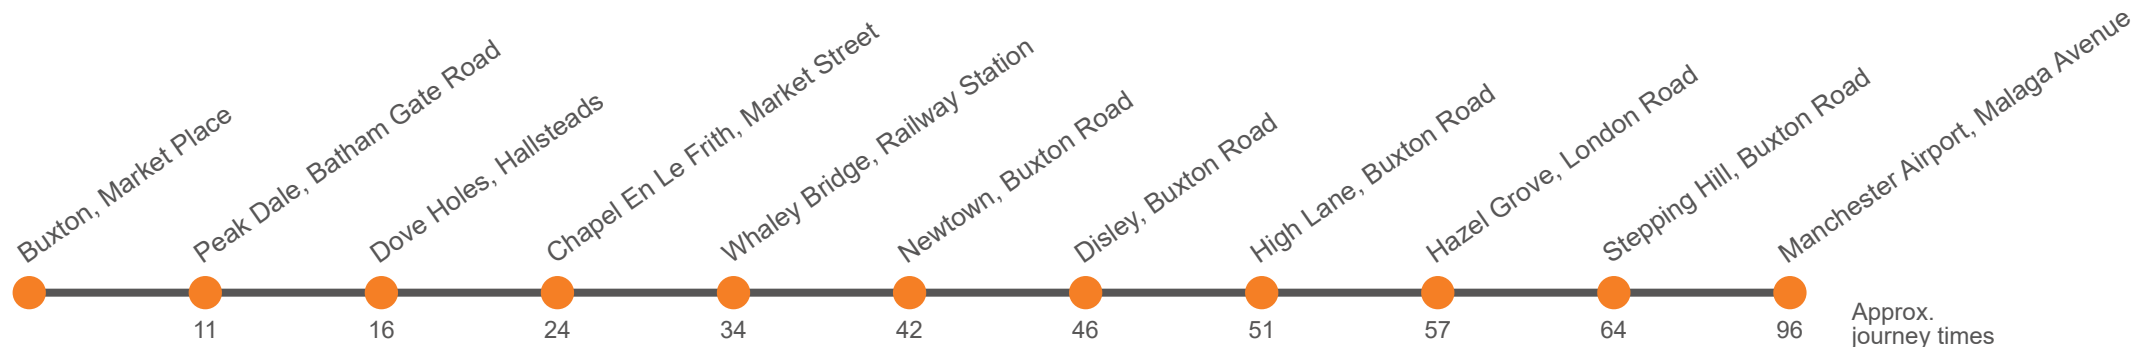 Buxton, Market Place
Peak Dale, Batham Gate Road
Dove Holes, Hallsteads
Chapel En Le Frith, Market Street
Whaley Bridge, Railway Station
Newtown, Buxton Road
Disley, Buxton Road
High Lane, Buxton Road
Hazel Grove, London Road
Stepping Hill, Buxton Road
Manchester Airport, Malaga Avenue
11
16
24
34
42
46
51
57
64
96
Approx.
journey times